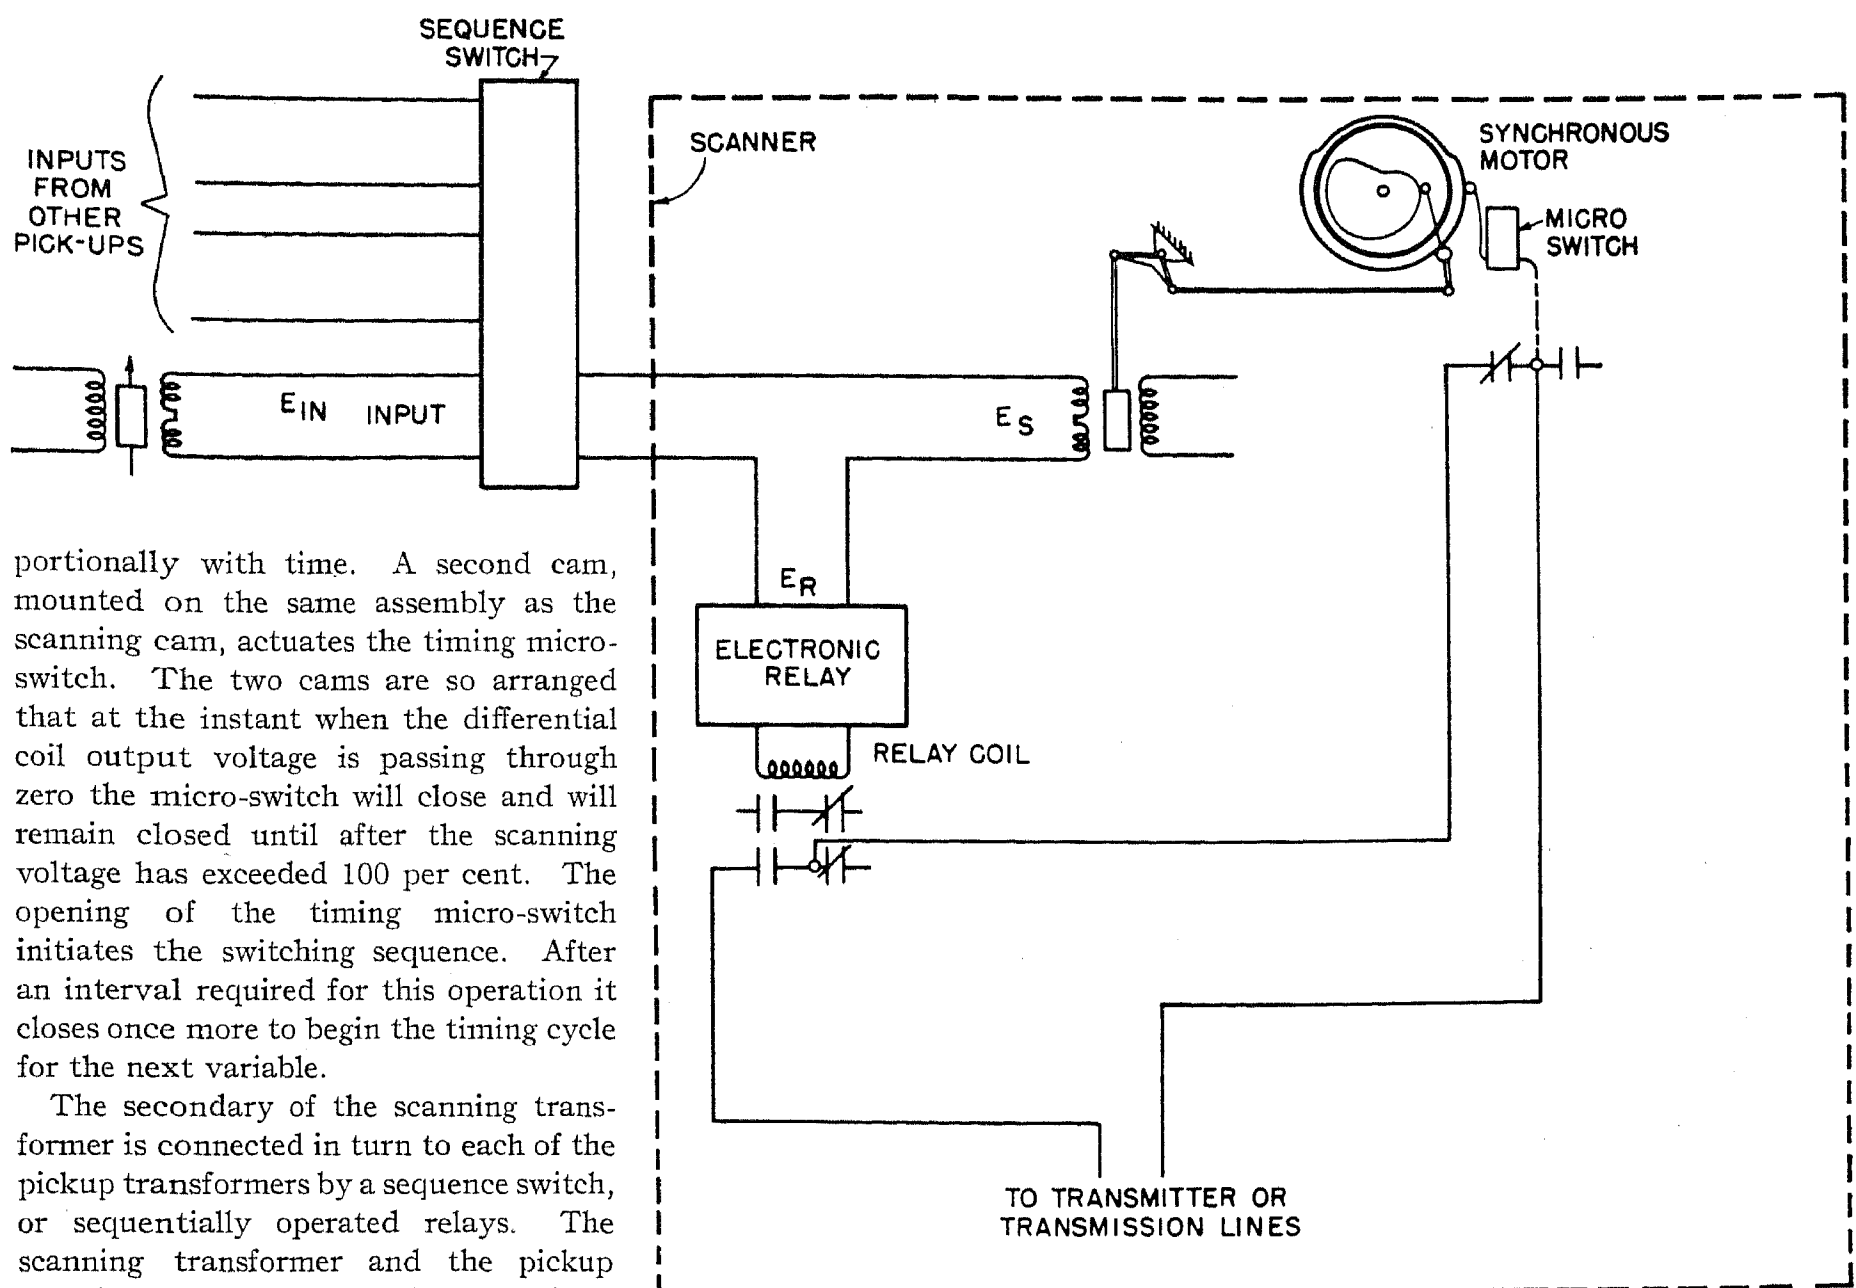 SEQUENCE
SWITCH
INPUTS
FROM
OTHER
PICK-UPS
SCANNER
SYNCHRONOUS
MOTOR
MICRO
SWITCH
EIN INPUT
ES
ER
ELECTRONIC
RELAY
RELAY COIL
TO TRANSMITTER OR
TRANSMISSION LINES
portionally with time. A second cam,
mounted on the same assembly as the
scanning cam, actuates the timing micro-
switch. The two cams are so arranged
that at the instant when the differential
coil output voltage is passing through
zero the micro-switch will close and will
remain closed until after the scanning
voltage has exceeded 100 per cent. The
opening of the timing micro-switch
initiates the switching sequence. After
an interval required for this operation it
closes once more to begin the timing cycle
for the next variable.
The secondary of the scanning trans-
former is connected in turn to each of the
pickup transformers by a sequence switch,
or sequentially operated relays. The
scanning transformer and the pickup